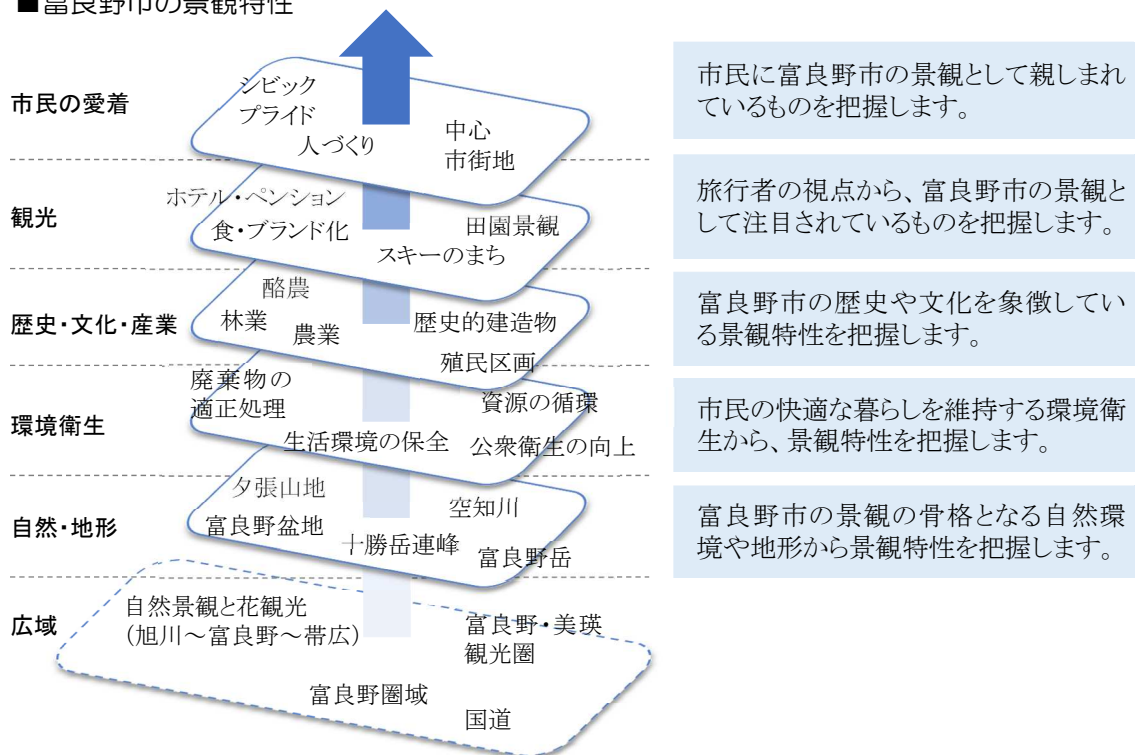 ■富良野市の景観特性
市民の愛着
シビック
プライド
人づくり
中心
市街地
市民に富良野市の景観として親しまれ
ているものを把握します。
観光
ホテル・ペンション
食・ブランド化
田園景観
スキーのまち
旅行者の視点から、富良野市の景観と
して注目されているものを把握します。
歴史・文化・産業
酪農
林業
農業
歴史的建造物
殖民区画
富良野市の歴史や文化を象徴してい
る景観特性を把握します。
環境衛生
廃棄物の
適正処理
資源の循環
生活環境の保全
公衆衛生の向上
市民の快適な暮らしを維持する環境衛
生から、景観特性を把握します。
自然・地形
夕張山地
富良野盆地
十勝岳連峰
空知川
富良野岳
富良野市の景観の骨格となる自然環
境や地形から景観特性を把握します。
広域
自然景観と花観光
(旭川～富良野～帯広)
富良野・美瑛
観光圏
富良野圏域
国道